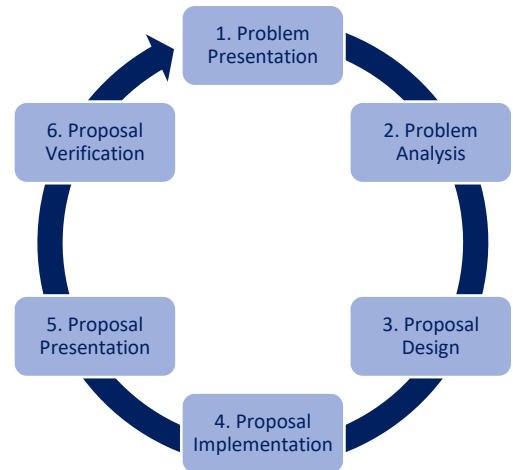 1. Problem
Presentation
2. Problem
Analysis
3. Proposal
Design
4. Proposal
Implementation
5. Proposal
Presentation
6. Proposal
Verification